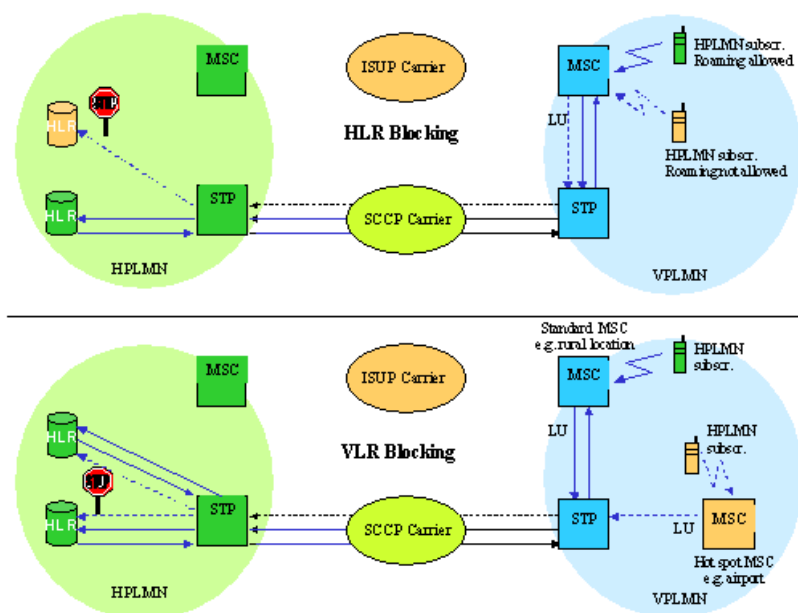 MSC
ISUP Carrier
MSC
HPLMN subscr.
Roaming allowed
STOP
HLR
HLR Blocking
LU
HPLMN subscr.
Roaming not allowed
HLR
STP
SCCP Carrier
STP
HPLMN
VPLMN
Standard MSC
e.g. rural location
MSC
ISUP Carrier
MSC
HPLMN
subscr.
HLR
LU
HPLMN
subscr.
VLR Blocking
STOP
HLR
STP
SCCP Carrier
STP
LU
MSC
HPLMN
Hot spot MSC
e.g. airport
VPLMN